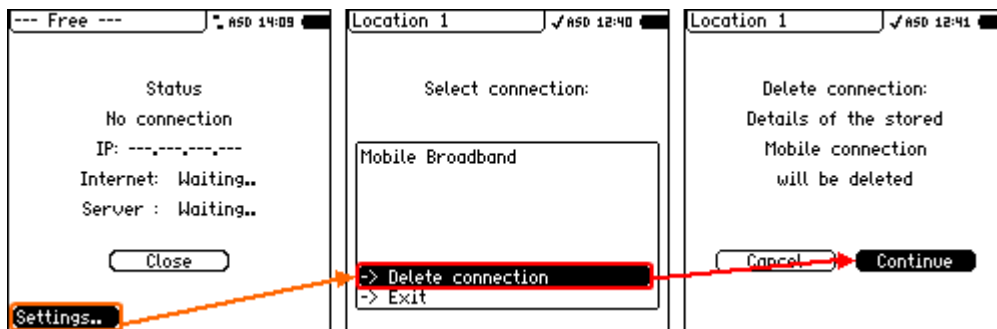 --- Free --- ASD 14:09
Status
No connection
IP: ---.---.---.---
Internet: Waiting..
Server : Waiting..
Close
Settings..
Location 1 ASD 12:40
Select connection:
Mobile Broadband
-> Delete connection
-> Exit
Location 1 ASD 12:41
Delete connection:
Details of the stored
Mobile connection
will be deleted
Cancel Continue